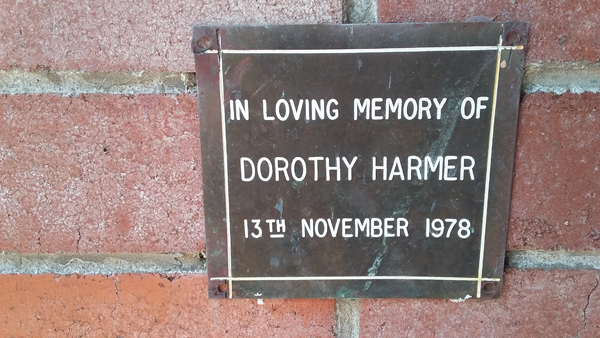 IN LOVING MEMORY OF
DOROTHY HARMER
13TH NOVEMBER 1978